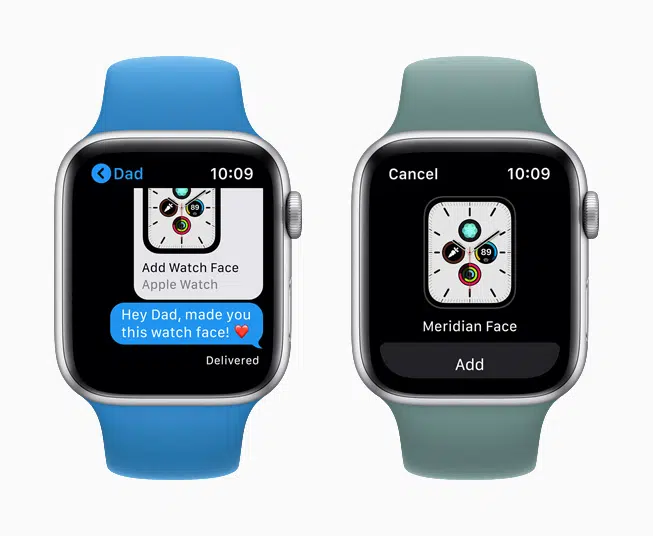 Dad
10:09
89
Add Watch Face
Apple Watch
Hey Dad, made you
this watch face! ❤️
Delivered
Cancel
10:09
89
Meridian Face
Add